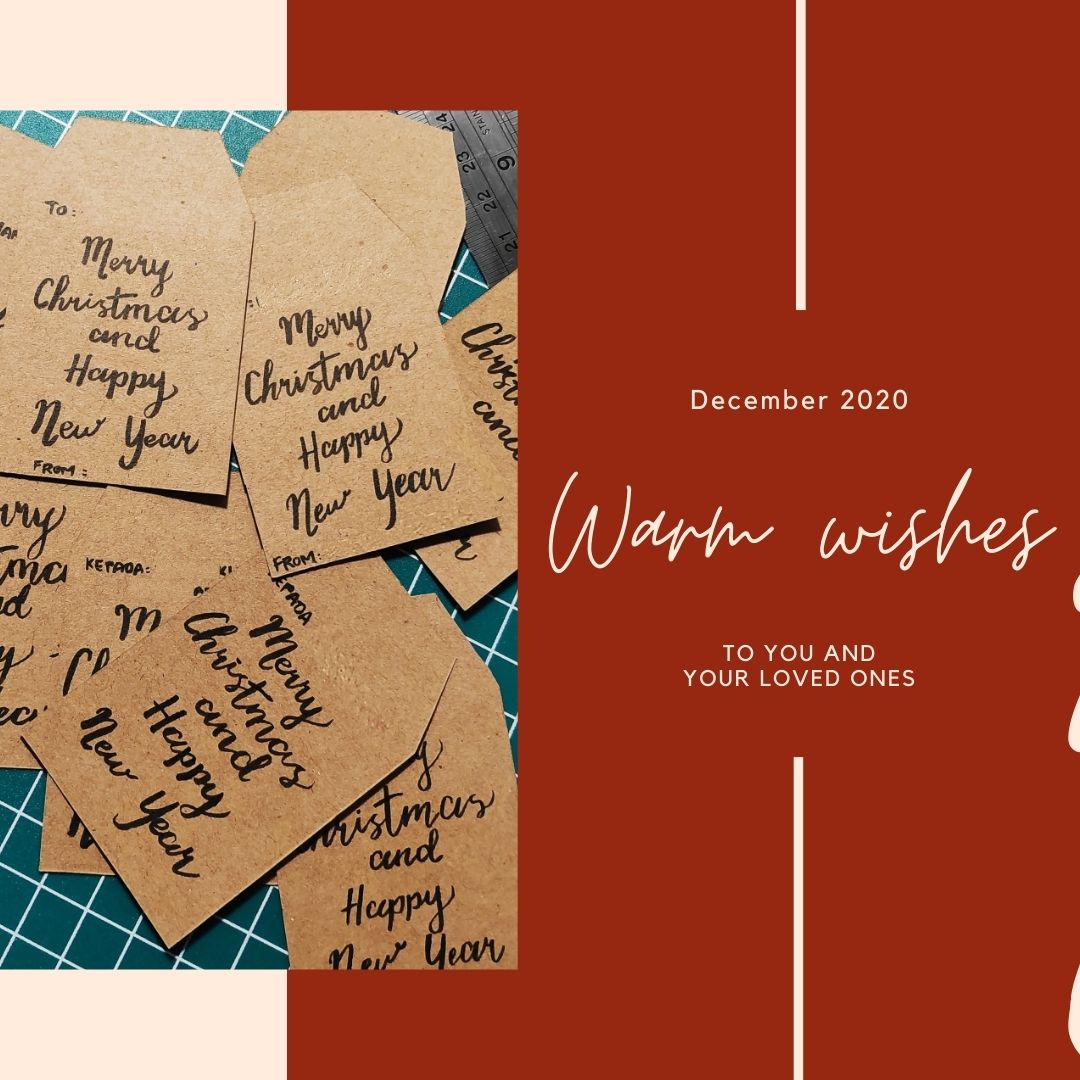 TO:
Merry
Christmas
and
Happy
New Year
FROM:
Merry
Christmas
and
Happy
New Year
FROM:
24
23
22
21
9
and
KEPADA:
Merry
Christmas
and
Happy
New Year
and
Happy
New Year
December 2020
Warm wishes
TO YOU AND
YOUR LOVED ONES